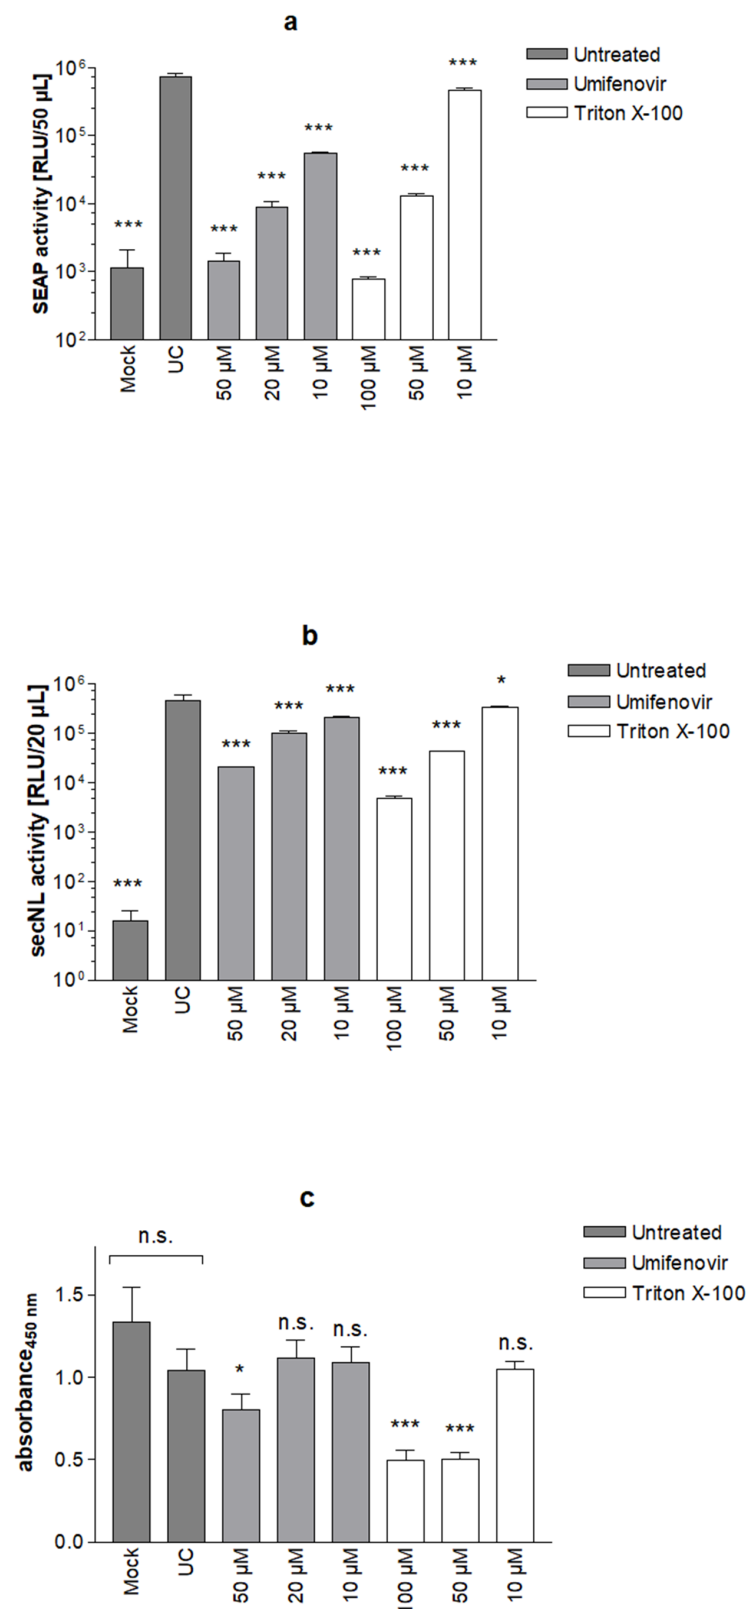 a
Untreated
Umifenovir
Triton X-100
SEAP activity [RLU/50 µL]
10⁶
10⁵
10⁴
10³
10²
***
***
***
***
***
***
***
Mock
UC
50 µM
20 µM
10 µM
100 µM
50 µM
10 µM
b
Untreated
Umifenovir
Triton X-100
secNL activity [RLU/20 µL]
10⁶
10⁵
10⁴
10³
10²
10¹
10⁰
***
***
***
***
***
***
*
Mock
UC
50 µM
20 µM
10 µM
100 µM
50 µM
10 µM
c
Untreated
Umifenovir
Triton X-100
absorbance450 nm
1.5
1.0
0.5
0.0
n.s.
*
n.s.
n.s.
***
***
n.s.
Mock
UC
50 µM
20 µM
10 µM
100 µM
50 µM
10 µM